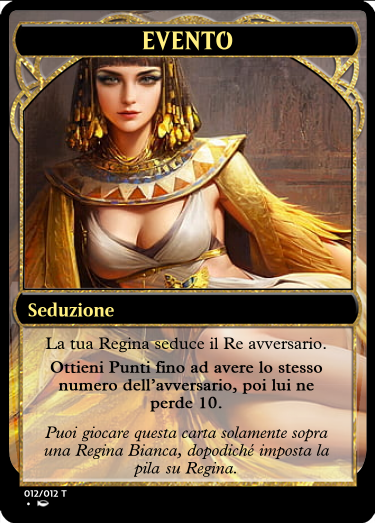 EVENTO
Seduzione
La tua Regina seduce il Re avversario.
Ottieni Punti fino ad avere lo stesso
numero dell'avversario, poi lui ne
perde 10.
Puoi giocare questa carta solamente sopra
una Regina Bianca, dopodiché imposta la
pila su Regina.
012/012 T